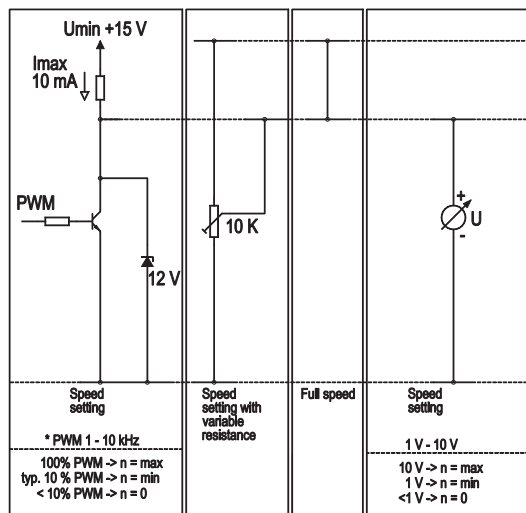 Umin +15 V
Imax
10 mA
PWM
12 V
10 K
+
U
-
Speed
setting
* PWM 1 - 10 kHz
100% PWM -> n = max
typ. 10 % PWM -> n = min
< 10% PWM -> n = 0
Speed
setting with
variable
resistance
Full speed
Speed
setting
1 V - 10 V
10 V -> n = max
1 V -> n = min
<1 V -> n = 0